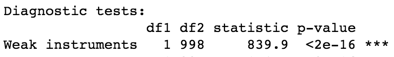 Diagnostic tests:
df1 df2 statistic p-value
Weak instruments 1 998 839.9 <2e-16 ***